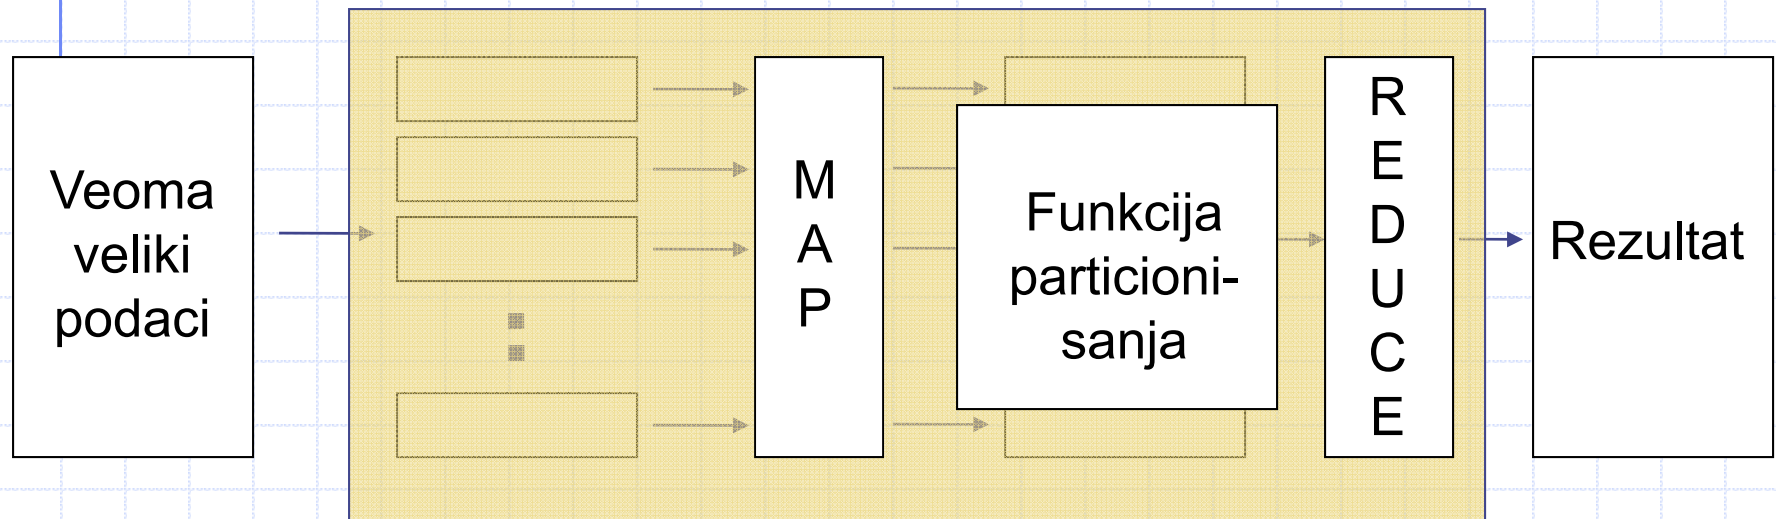 Veoma
veliki
podaci
M
A
P
Funkcija
particioni-
sanja
R
E
D
U
C
E
Rezultat